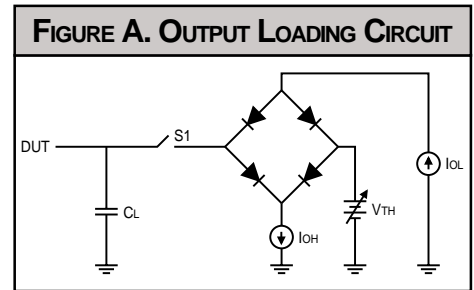 FIGURE A. OUTPUT LOADING CIRCUIT
DUT
S1
IOL
CL
VTH
IOH